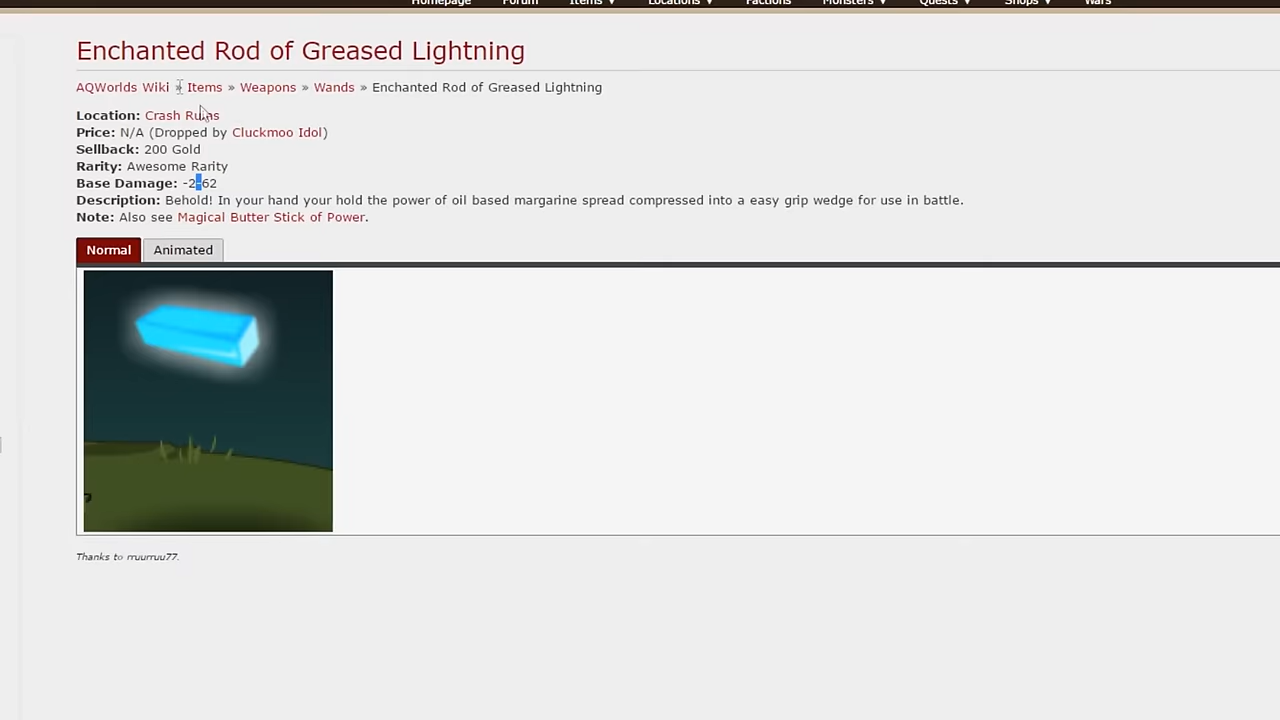 Homepage Forum Items ▼ Locations ▼ Factions Monsters ▼ Quests ▼ Shops ▼ Wars
Enchanted Rod of Greased Lightning
AQWorlds Wiki » Items » Weapons » Wands » Enchanted Rod of Greased Lightning
Location: Crash Ruins
Price: N/A (Dropped by Cluckmoo Idol)
Sellback: 200 Gold
Rarity: Awesome Rarity
Base Damage: -2-62
Description: Behold! In your hand your hold the power of oil based margarine spread compressed into a easy grip wedge for use in battle.
Note: Also see Magical Butter Stick of Power.
Normal Animated
Thanks to rruurruu77.